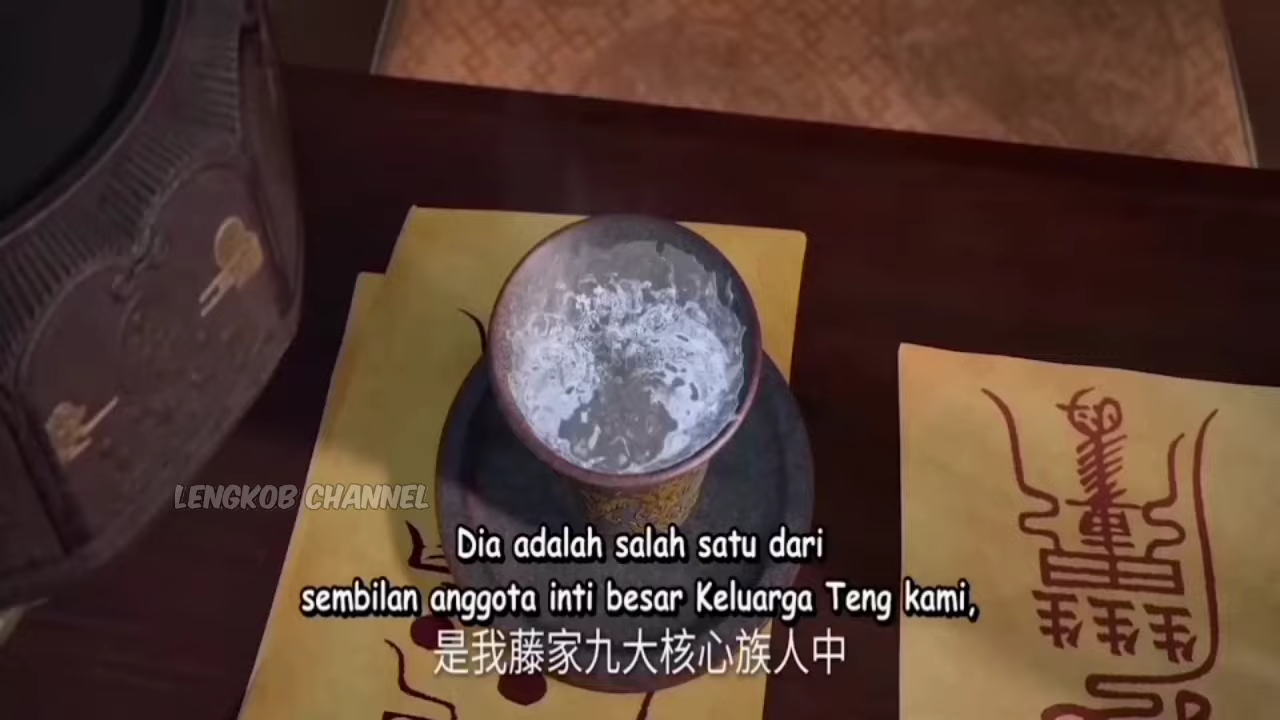 LENGKOB CHANNEL
Dia adalah salah satu dari
sembilan anggota inti besar Keluarga Teng kami,
是我藤家九大核心族人中